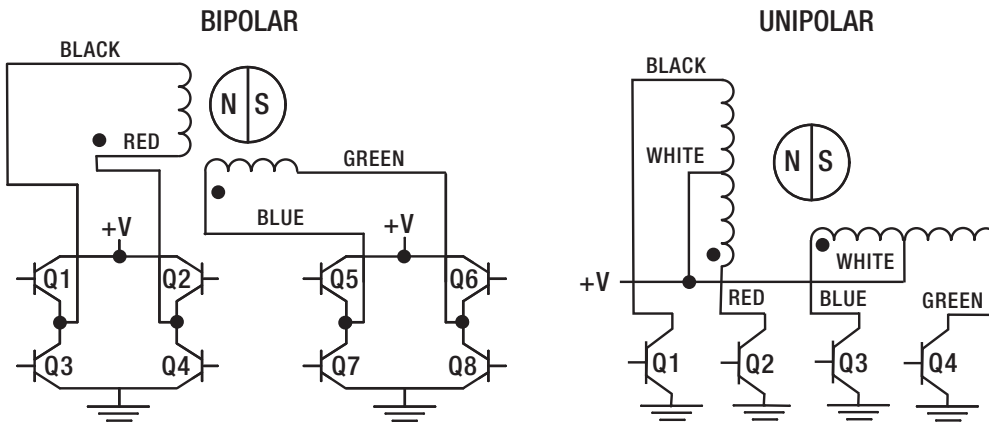 BIPOLAR
BLACK
N S
RED
GREEN
BLUE
+V
+V
Q1
Q2
Q5
Q6
Q3
Q4
Q7
Q8
UNIPOLAR
BLACK
WHITE
N S
WHITE
+V
RED
BLUE
GREEN
Q1
Q2
Q3
Q4